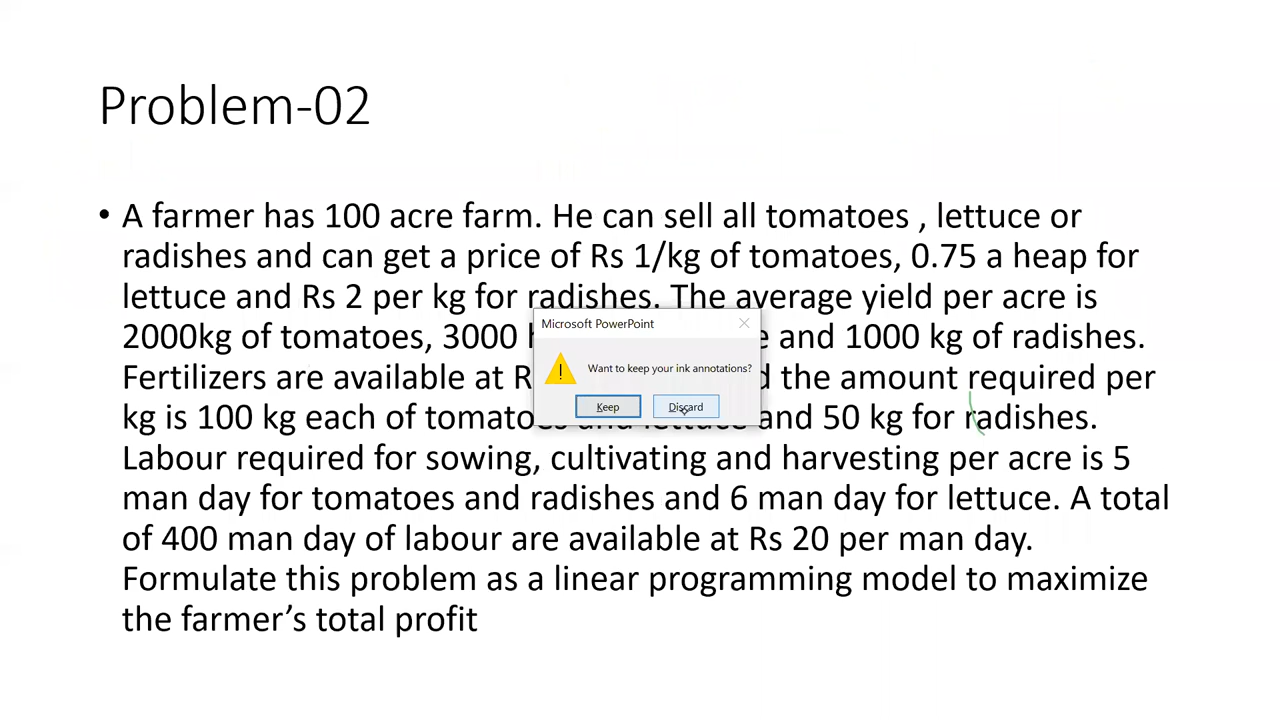 Problem-02
• A farmer has 100 acre farm. He can sell all tomatoes , lettuce or
radishes and can get a price of Rs 1/kg of tomatoes, 0.75 a heap for
lettuce and Rs 2 per kg for radishes. The average yield per acre is
2000kg of tomatoes, 3000 and 1000 kg of radishes.
Fertilizers are available at the amount required per
kg is 100 kg each of tomatoes and lettuce and 50 kg for radishes.
Labour required for sowing, cultivating and harvesting per acre is 5
man day for tomatoes and radishes and 6 man day for lettuce. A total
of 400 man day of labour are available at Rs 20 per man day.
Formulate this problem as a linear programming model to maximize
the farmer’s total profit
Microsoft PowerPoint
Want to keep your ink annotations?
Keep
Discard